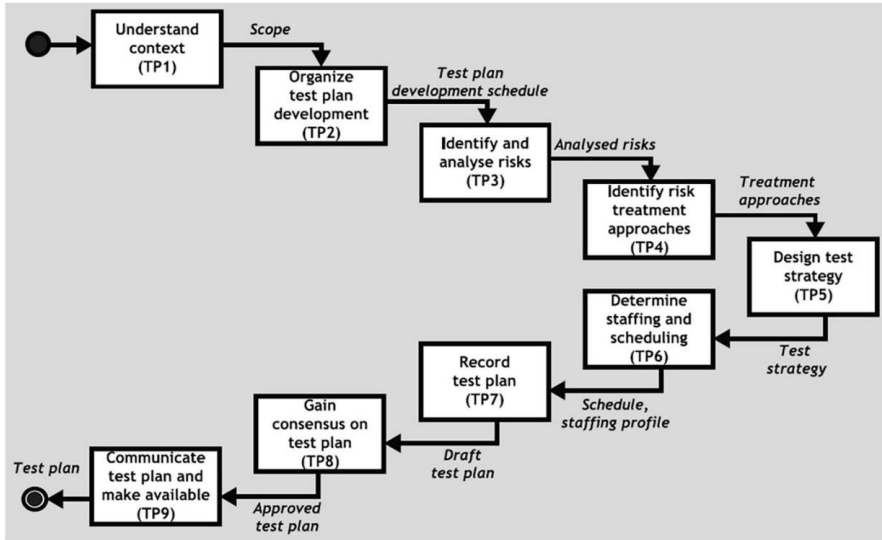 Understand
context
(TP1)
Scope
Organize
test plan
development
(TP2)
Test plan
development schedule
Identify and
analyse risks
(TP3)
Analysed risks
Identify risk
treatment
approaches
(TP4)
Treatment
approaches
Design test
strategy
(TP5)
Test
strategy
Determine
staffing and
scheduling
(TP6)
Schedule,
staffing profile
Record
test plan
(TP7)
Draft
test plan
Gain
consensus on
test plan
(TP8)
Approved
test plan
Communicate
test plan and
make available
(TP9)
Test plan